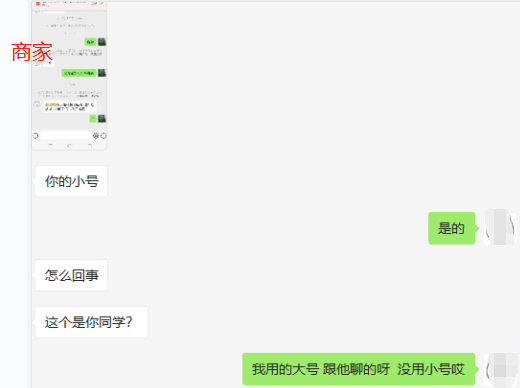 商家
你的小号
是的
怎么回事
这个是你同学？
我用的大号 跟他聊的呀 没用小号哎